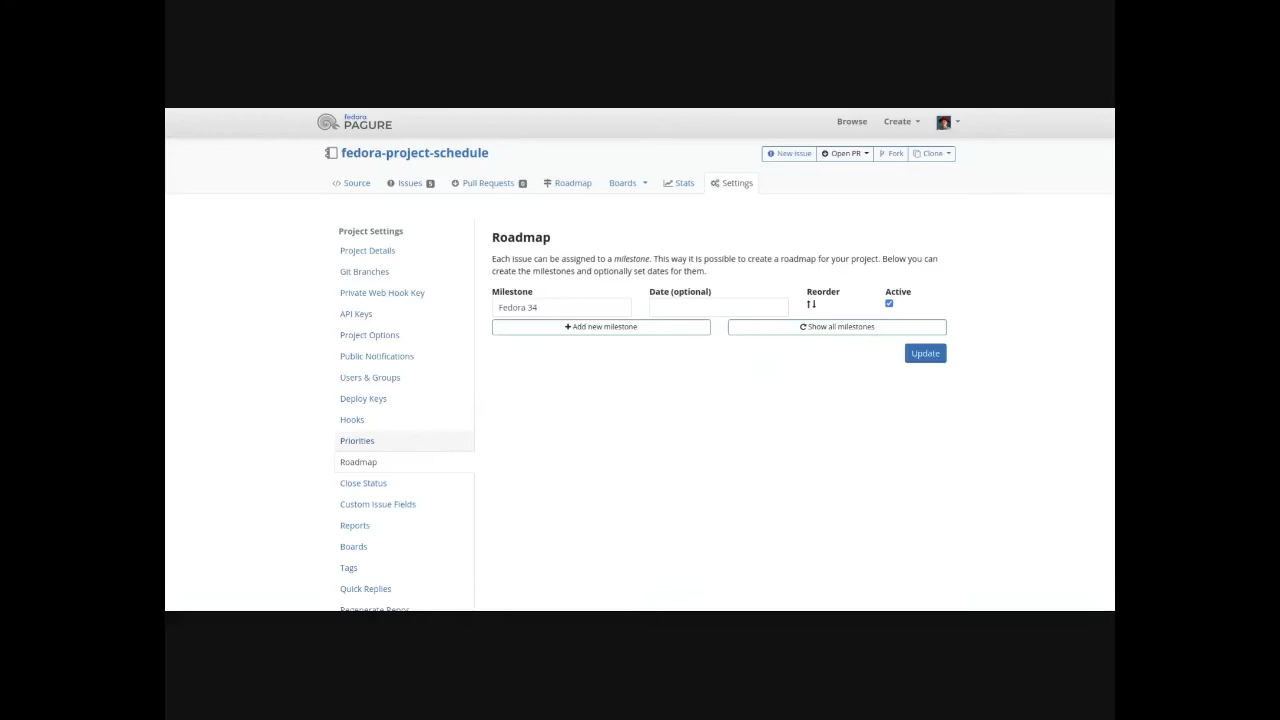 fedora
PAGURE
Browse
Create
fedora-project-schedule
New issue
Open PR
Fork
Clone
Source
Issues 5
Pull Requests 0
Roadmap
Boards
Stats
Settings
Project Settings
Project Details
Git Branches
Private Web Hook Key
API Keys
Project Options
Public Notifications
Users & Groups
Deploy Keys
Hooks
Priorities
Roadmap
Close Status
Custom Issue Fields
Reports
Boards
Tags
Quick Replies
Regenerate Repos
Roadmap
Each issue can be assigned to a milestone. This way it is possible to create a roadmap for your project. Below you can
create the milestones and optionally set dates for them.
Milestone
Date (optional)
Reorder
Active
Fedora 34
Add new milestone
Show all milestones
Update